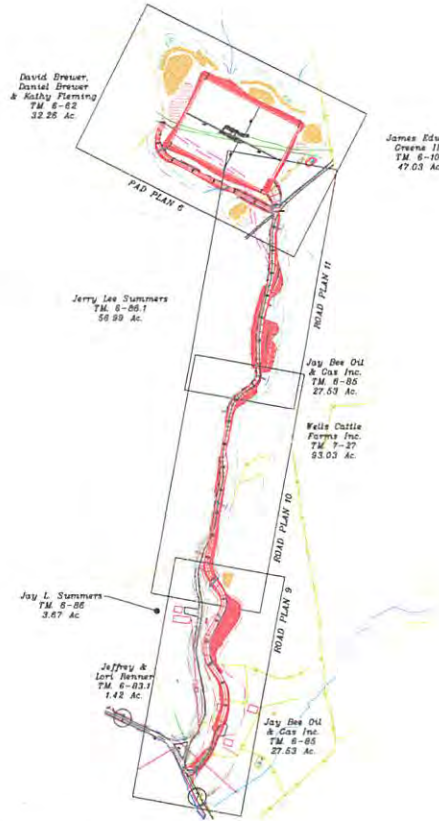 David Brewer,
Daniel Brewer
& Kathy Fleming
TM. 6-62
32.26 Ac.
James Edw
Greene II
TM. 6-10
47.03 Ac
PAD PLAN 6
ROAD PLAN 11
Jerry Lee Summers
TM. 6-86.1
56.99 Ac.
Jay Bee Oil
& Gas Inc.
TM. 6-85
27.53 Ac.
Wells Cattle
Farms Inc.
TM. 7-27
93.03 Ac.
ROAD PLAN 10
Jay L. Summers
TM. 6-86
3.67 Ac.
ROAD PLAN 9
Jeffrey &
Lori Renner
TM. 6-83.1
1.42 Ac.
Jay Bee Oil
& Gas Inc.
TM. 6-85
27.53 Ac.